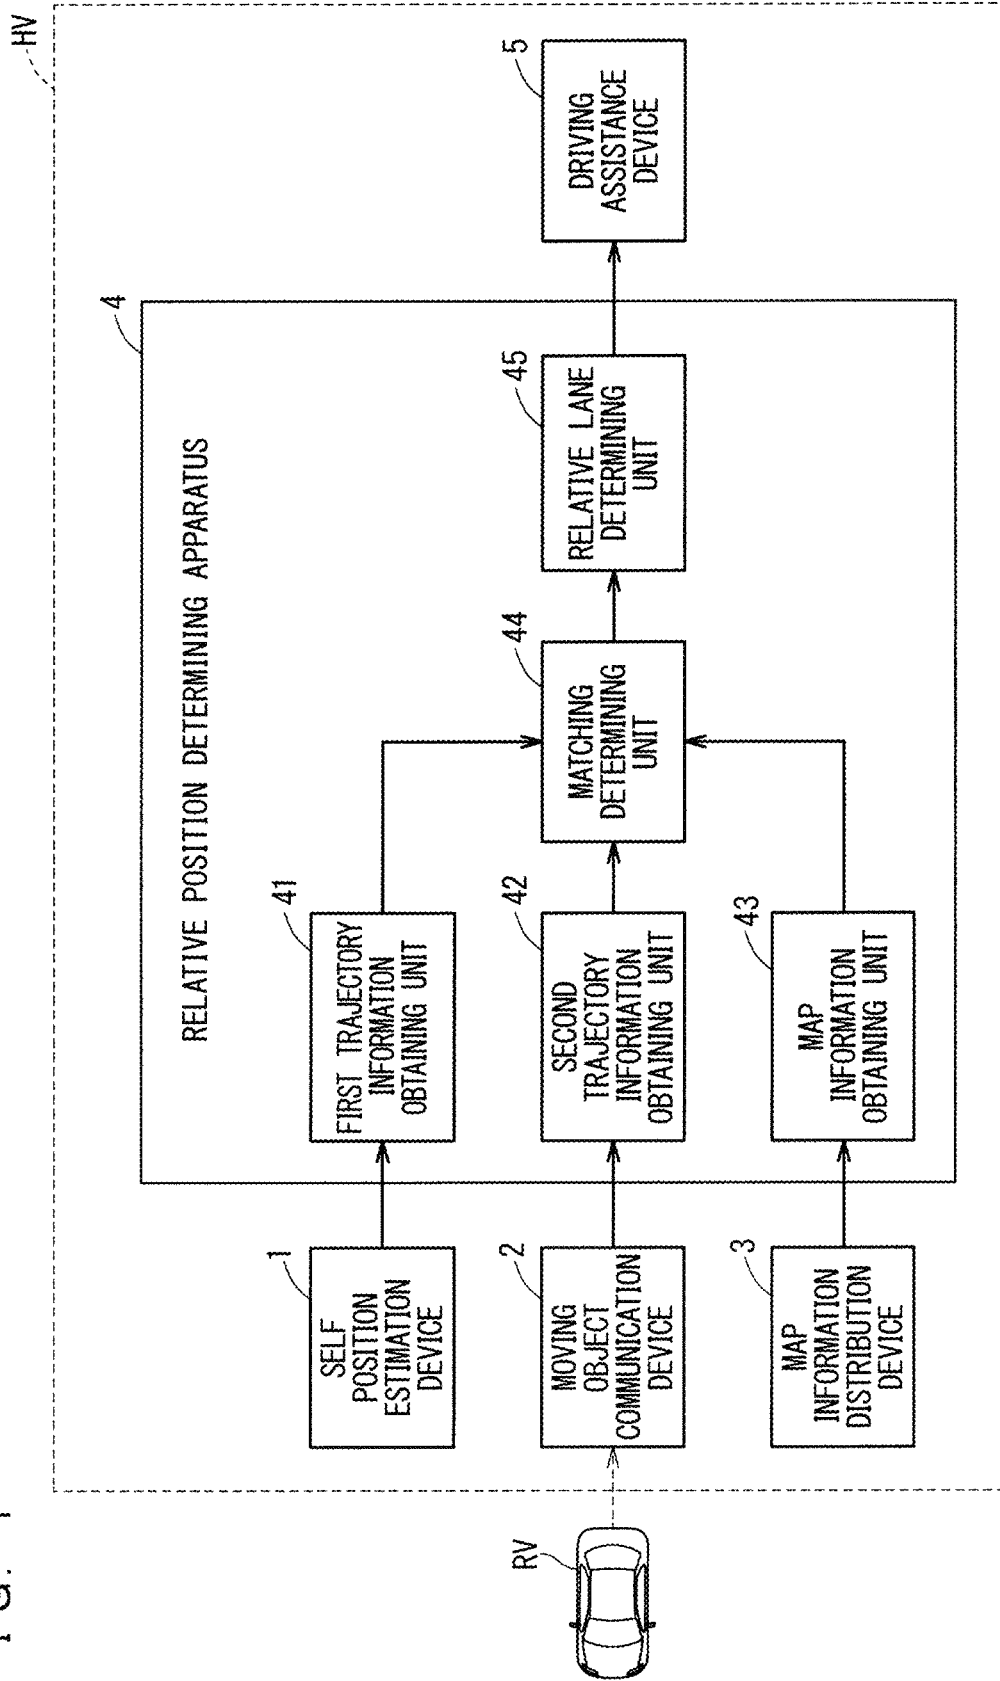 HV
4
RELATIVE POSITION DETERMINING APPARATUS
1
SELF
POSITION
ESTIMATION
DEVICE
41
FIRST TRAJECTORY
INFORMATION
OBTAINING UNIT
RV
2
MOVING
OBJECT
COMMUNICATION
DEVICE
42
SECOND
TRAJECTORY
INFORMATION
OBTAINING UNIT
44
MATCHING
DETERMINING
UNIT
45
RELATIVE LANE
DETERMINING
UNIT
5
DRIVING
ASSISTANCE
DEVICE
3
MAP
INFORMATION
DISTRIBUTION
DEVICE
43
MAP
INFORMATION
OBTAINING UNIT